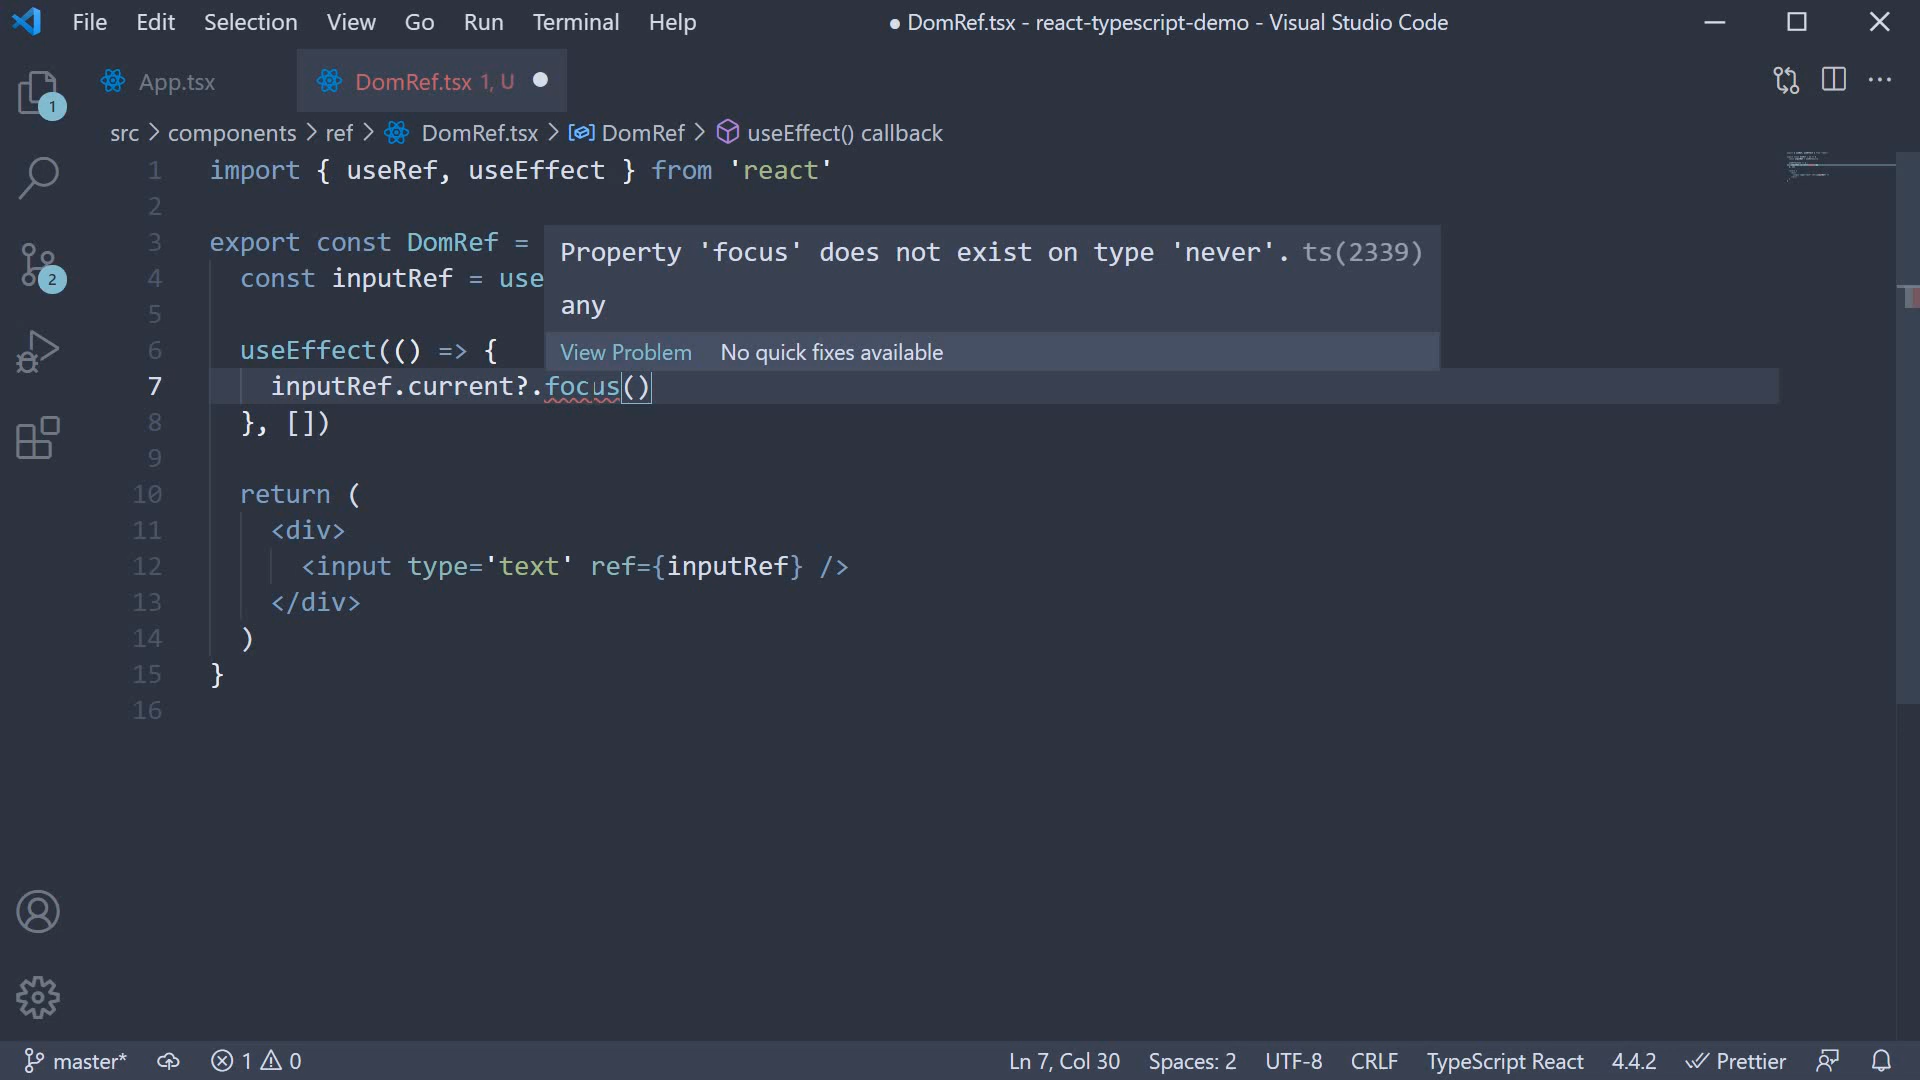 File Edit Selection View Go Run Terminal Help ● DomRef.tsx - react-typescript-demo - Visual Studio Code
App.tsx DomRef.tsx 1, U
src > components > ref > DomRef.tsx > DomRef > useEffect() callback
1 import { useRef, useEffect } from 'react'
2
3 export const DomRef =
4 const inputRef = use
5
6 useEffect(() => {
7 inputRef.current?.focus()
8 }, [])
9
10 return (
11 <div>
12 <input type='text' ref={inputRef} />
13 </div>
14 )
15 }
16
Property 'focus' does not exist on type 'never'. ts(2339)
any
View Problem No quick fixes available
1
2
master* 1 0 Ln 7, Col 30 Spaces: 2 UTF-8 CRLF TypeScript React 4.4.2 Prettier